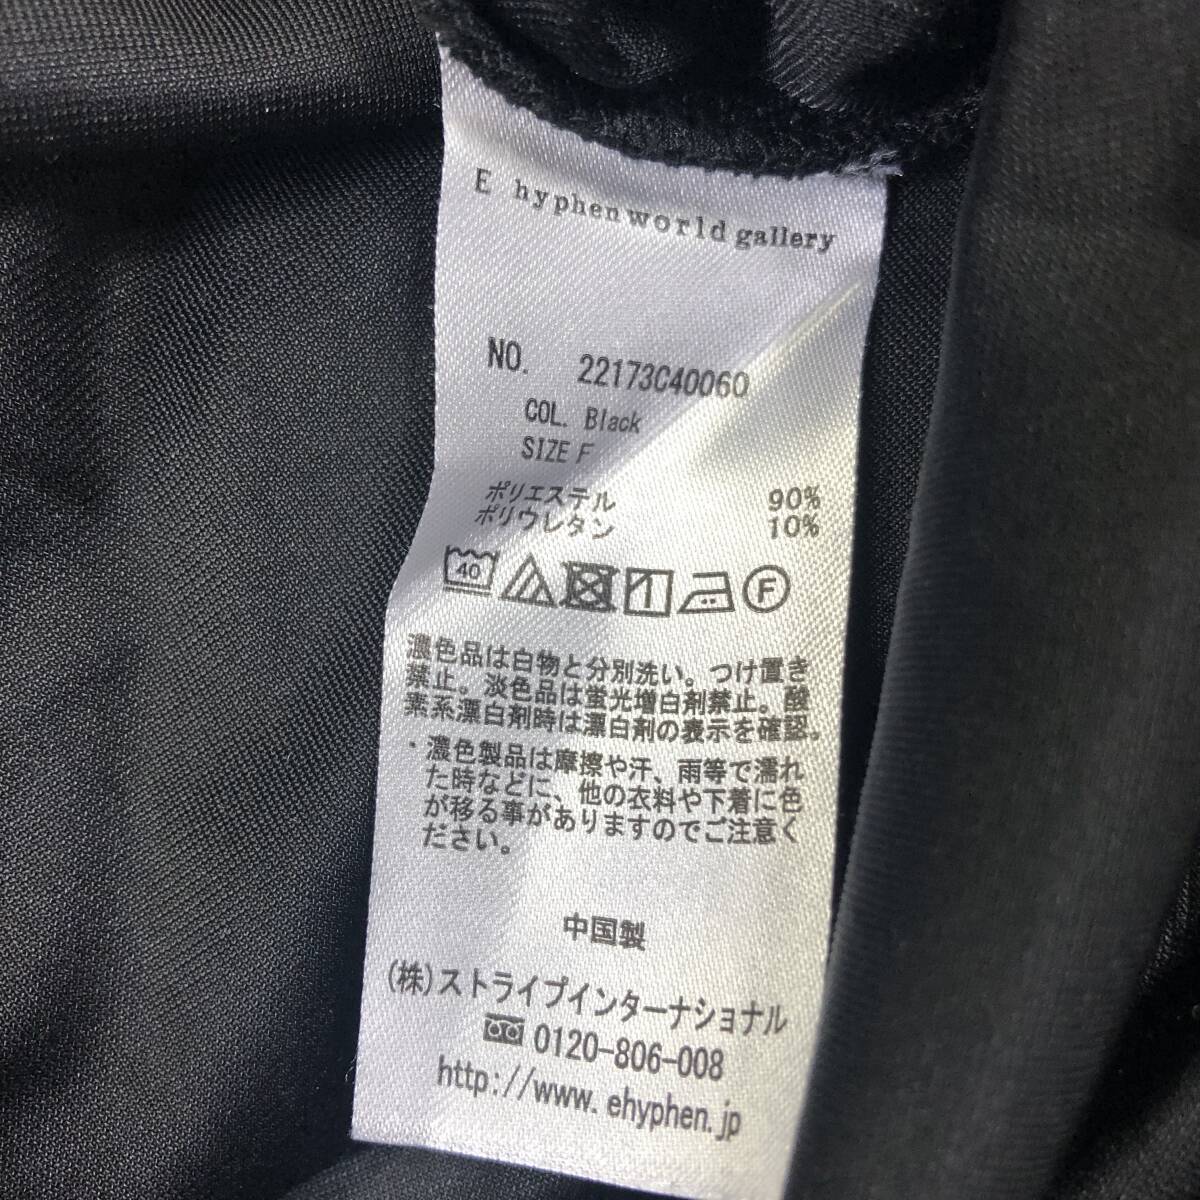 E hyphen world gallery
NO. 22173C40060
COL. Black
SIZE F
ポリエステル 90%
ポリウレタン 10%
40 F
濃色品は白物と分別洗い。つけ置き
禁止。淡色品は蛍光増白剤禁止。酸
素系漂白剤時は漂白剤の表示を確認。
・濃色製品は摩擦や汗、雨等で濡れ
た時などに、他の衣料や下着に色
が移る事がありますのでご注意く
ださい。
中国製
(株)ストライプインターナショナル
0120-806-008
http://www.ehyphen.jp